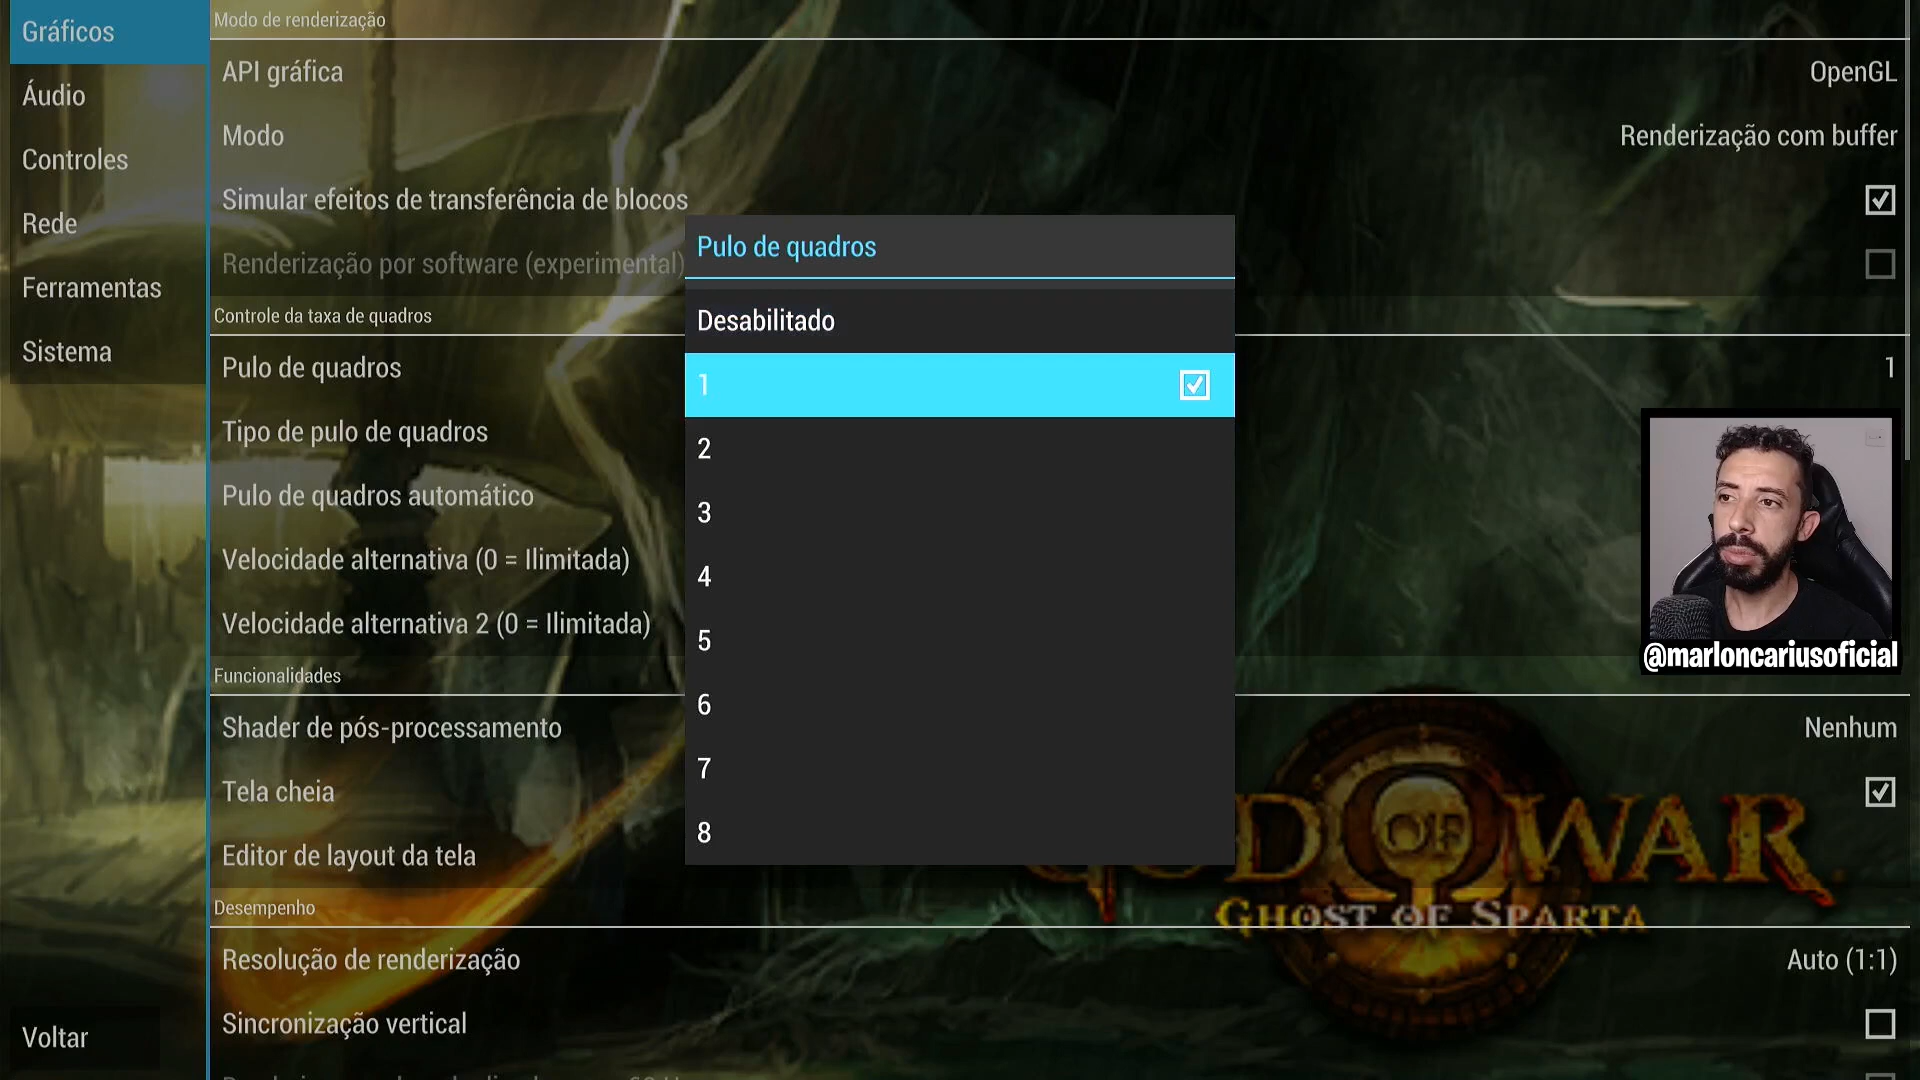 Gráficos
Áudio
Controles
Rede
Ferramentas
Sistema
Voltar
Modo de renderização
API gráfica
OpenGL
Modo
Renderização com buffer
Simular efeitos de transferência de blocos
Renderização por software (experimental)
Controle da taxa de quadros
Pulo de quadros
1
Tipo de pulo de quadros
Pulo de quadros automático
Velocidade alternativa (0 = Ilimitada)
Velocidade alternativa 2 (0 = Ilimitada)
Funcionalidades
Shader de pós-processamento
Nenhum
Tela cheia
Editor de layout da tela
Desempenho
Resolução de renderização
Auto (1:1)
Sincronização vertical
Pulo de quadros
Desabilitado
1
2
3
4
5
6
7
8
@marloncariusoficial
OF WAR
GHOST OF SPARTA